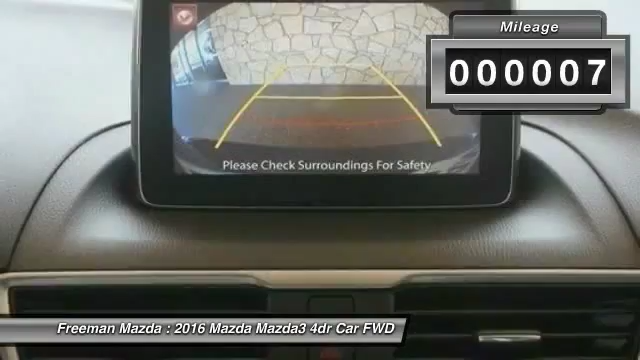 Mileage
000007
Please Check Surroundings For Safety
Freeman Mazda : 2016 Mazda Mazda3 4dr Car FWD